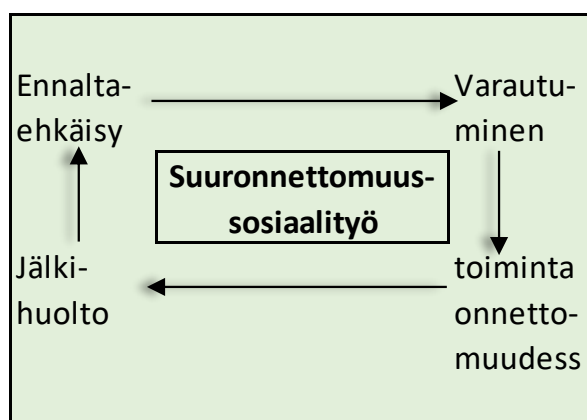 Ennalta-
ehkäisy
Varautu-
minen
Suuronnettomuus-
sosiaalityö
Jälki-
huolto
toiminta
onnetto-
muudess